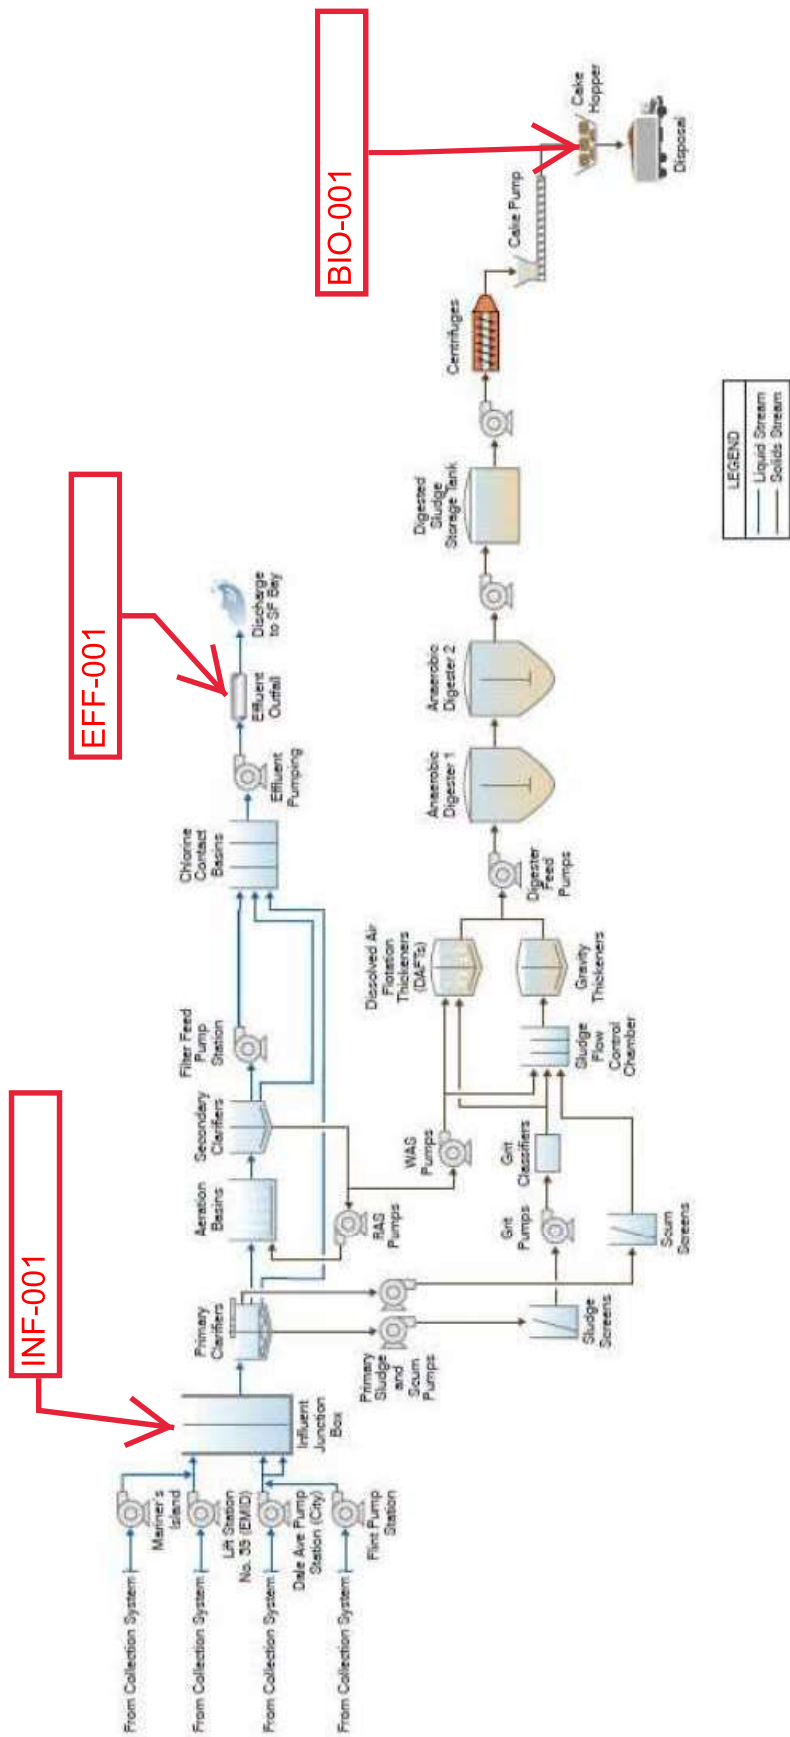 INF-001
EFF-001
BIO-001
From Collection System
From Collection System
From Collection System
From Collection System
Mariner's
Island
Lift Station
No. 59 (EMID)
Dale Ave Pump
Station (City)
Flint Pump
Station
Influent
Junction
Box
Primary
Clarifiers
Aeration
Basins
Secondary
Clarifiers
Filter Feed
Pump
Station
Chlorine
Contact
Basins
Effluent
Pumping
Effluent
Outfall
Discharge
to SF Bay
RAS
Pumps
WAS
Pumps
Primary
Sludge
and
Scum
Pumps
Sludge
Screens
Grit
Pumps
Grit
Classifiers
Scum
Screens
Sludge
Flow
Control
Chamber
Dissolved Air
Flotation
Thickeners
(DAFTs)
Gravity
Thickeners
Digester
Feed
Pumps
Anaerobic
Digester 1
Anaerobic
Digester 2
Digested
Sludge
Storage Tank
Centrifuges
Cake Pump
Cake
Hopper
Disposal
LEGEND
Liquid Stream
Solids Stream